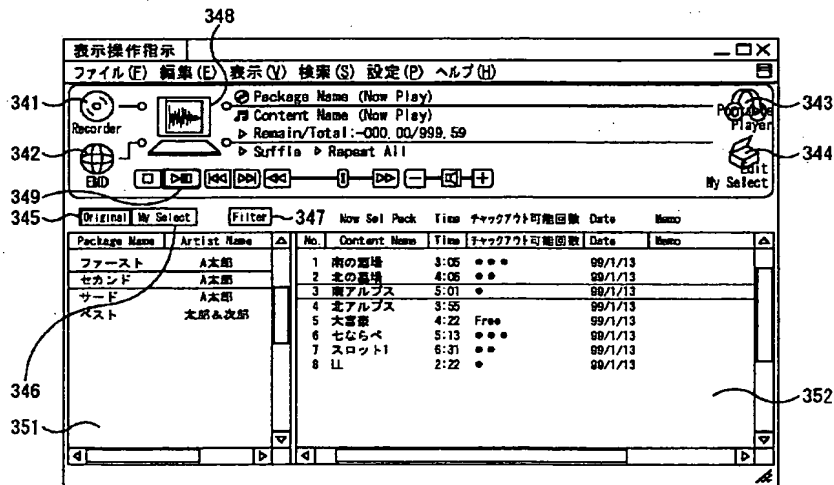 348
表示操作指示
ファイル(F) 編集(E) 表示(V) 検索(S) 設定(P) ヘルプ(H)
341
Recorder
Package Name (Now Play)
Content Name (Now Play)
Remain/Total:-000.00/999.59
Suffle Repeat All
343
Player
342
EMD
344
Edit
My Select
349
345
Original My Select Filter
347
Now Sel Pack Time チャックアウト可能回数 Date Memo
Package Name Artist Name
No. Content Name Time チャックアウト可能回数 Date Memo
ファースト A太郎
セカンド A太郎
サード A太郎
ベスト 太郎&次郎
1 南の酒場 3:05 ●●● 99/1/13
2 北の墓場 4:06 ●● 99/1/13
3 南アルプス 5:01 ● 99/1/13
4 北アルプス 3:55 99/1/13
5 大富豪 4:22 Free 99/1/13
6 七ならべ 5:13 ●●● 99/1/13
7 スロット1 6:31 ●● 99/1/13
8 LL 2:22 ● 99/1/13
346
351
352